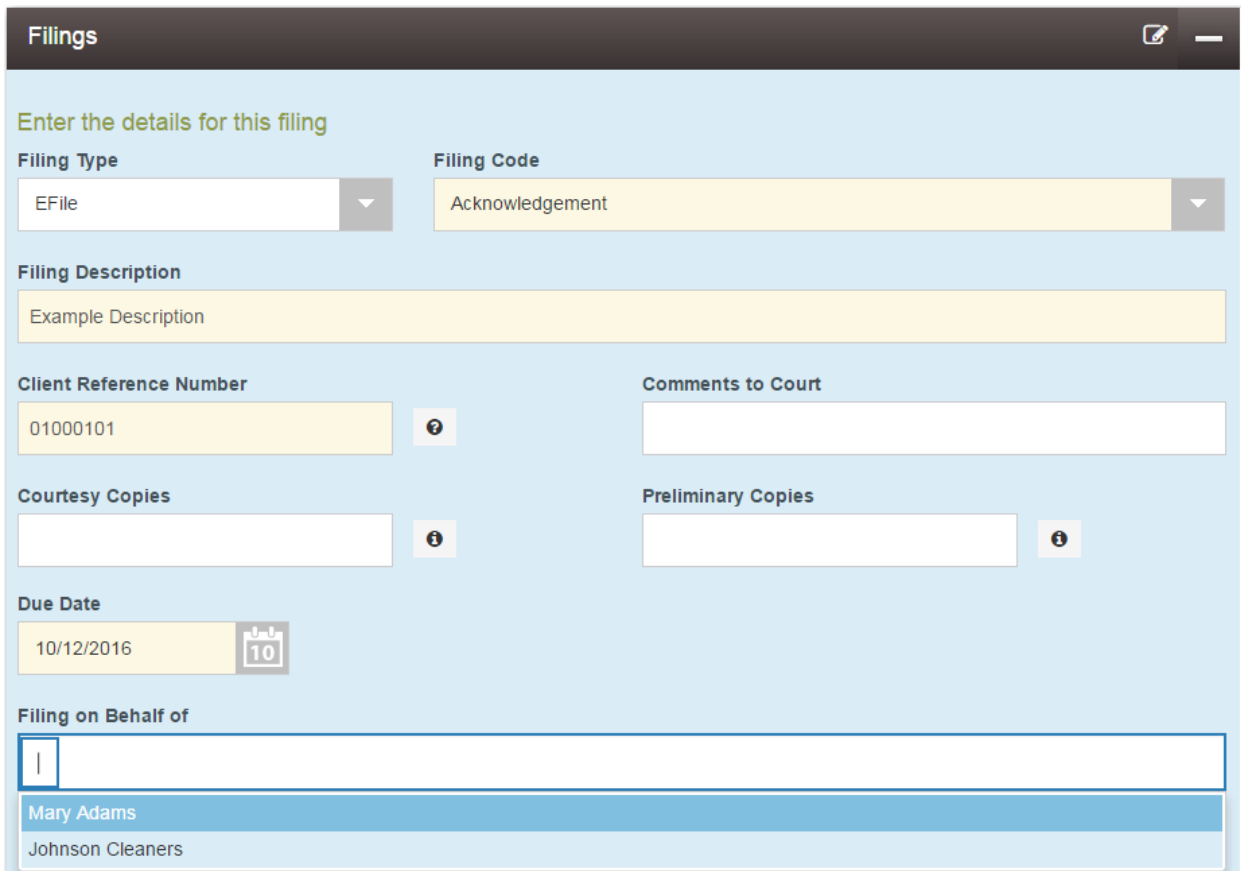 Filings
Enter the details for this filing
Filing Type Filing Code
EFile Acknowledgement
Filing Description
Example Description
Client Reference Number Comments to Court
01000101
Courtesy Copies Preliminary Copies
Due Date
10/12/2016 10
Filing on Behalf of
Mary Adams
Johnson Cleaners